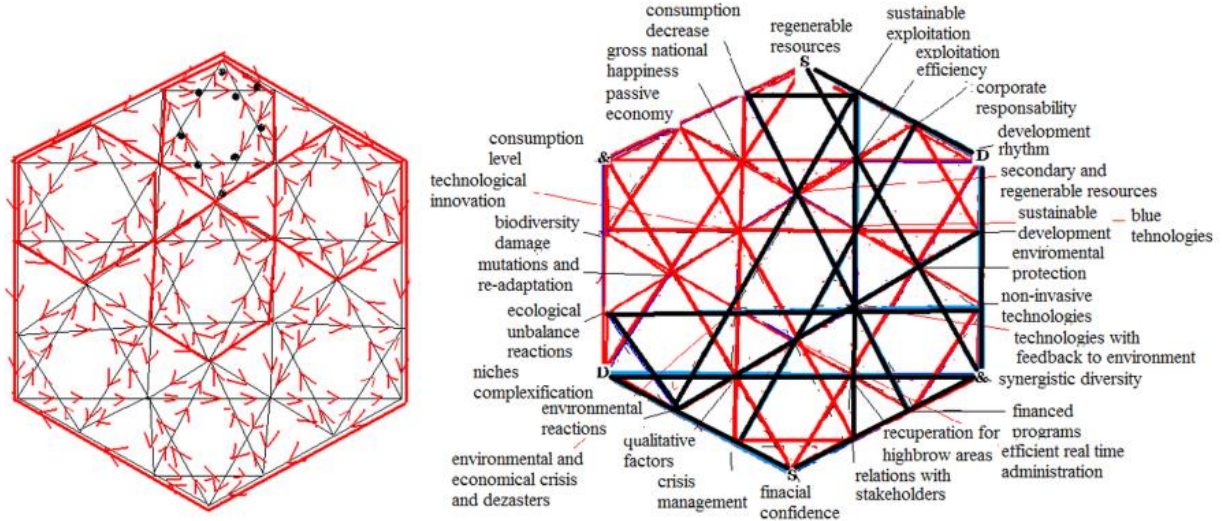 consumption
decrease
gross national
happiness
passive
economy
regenerable
resources
sustainable
exploitation
exploitation
efficiency
corporate
responsability
development
rhythm
S
&
D
consumption
level
technological
innovation
biodiversity
damage
mutations and
re-adaptation
ecological
unbalance
reactions
niches
complexification
environmental
reactions
environmental and
economical crisis
and dezasters
secondary and
regenerable resources
sustainable
development
blue
tehnologies
enviromental
protection
non-invasive
technologies
technologies with
feedback to environment
D
&
synergistic diversity
financed
programs
efficient real time
administration
recuperation for
highbrow areas
relations with
stakeholders
qualitative
factors
crisis
management
S
finacial
confidence